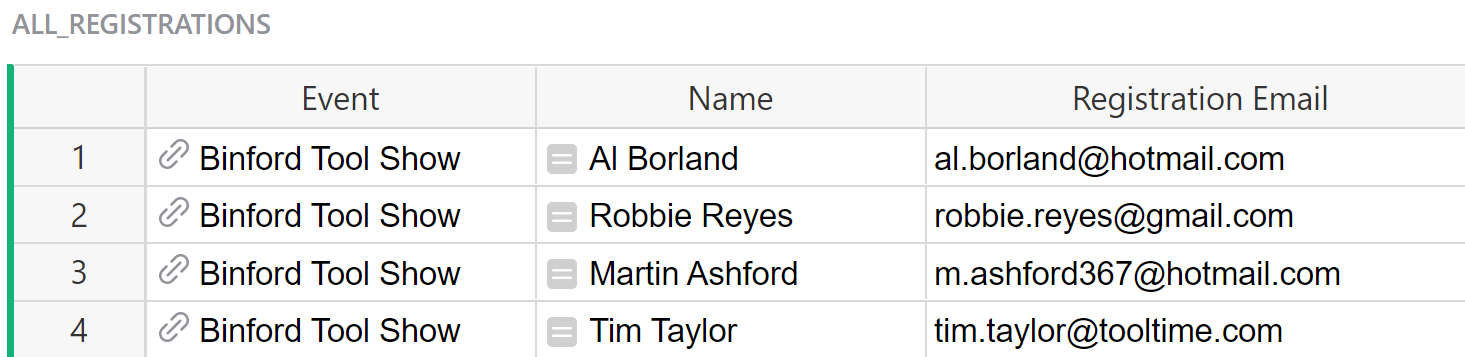 ALL_REGISTRATIONS
Event Name Registration Email
1 Binford Tool Show Al Borland al.borland@hotmail.com
2 Binford Tool Show Robbie Reyes robbie.reyes@gmail.com
3 Binford Tool Show Martin Ashford m.ashford367@hotmail.com
4 Binford Tool Show Tim Taylor tim.taylor@tooltime.com